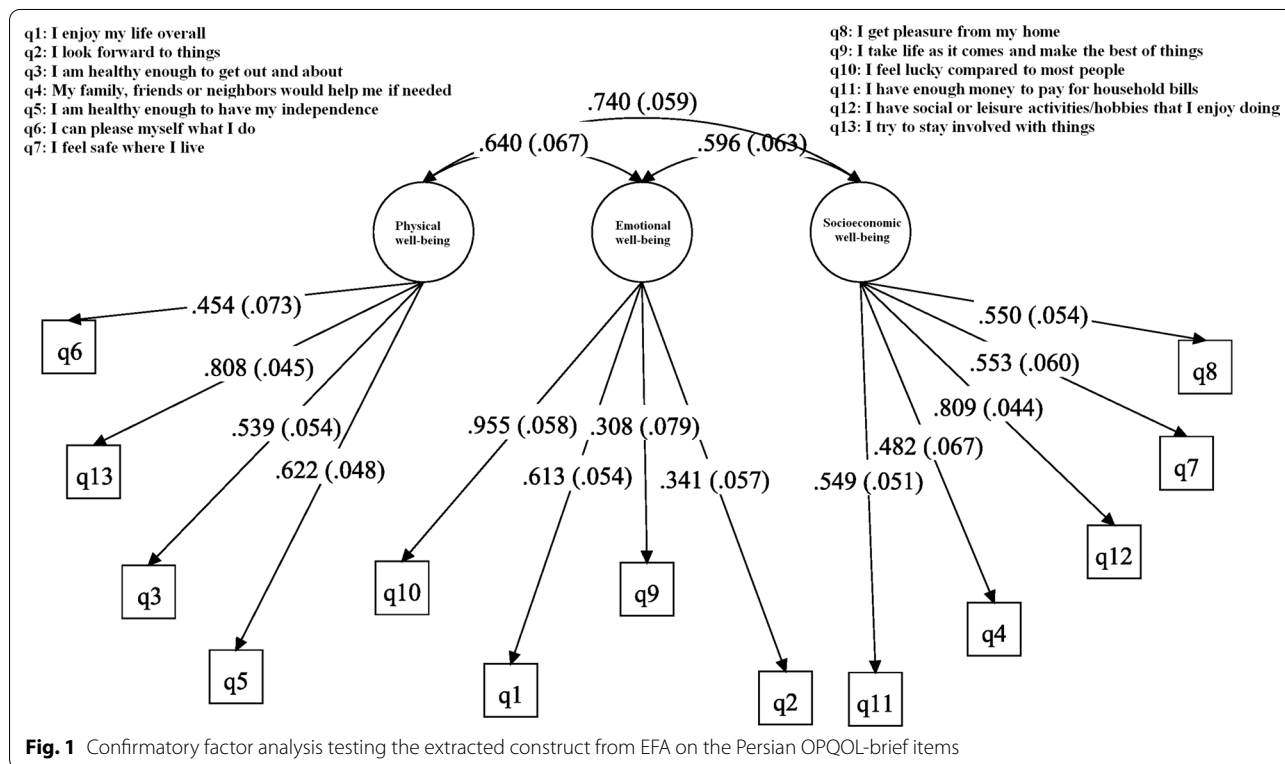 q1: I enjoy my life overall
q2: I look forward to things
q3: I am healthy enough to get out and about
q4: My family, friends or neighbors would help me if needed
q5: I am healthy enough to have my independence
q6: I can please myself what I do
q7: I feel safe where I live
q8: I get pleasure from my home
q9: I take life as it comes and make the best of things
q10: I feel lucky compared to most people
q11: I have enough money to pay for household bills
q12: I have social or leisure activities/hobbies that I enjoy doing
q13: I try to stay involved with things
.740 (.059)
.640 (.067)
.596 (.063)
Physical
well-being
Emotional
well-being
Socioeconomic
well-being
.454 (.073)
.808 (.045)
.539 (.054)
.622 (.048)
.955 (.058)
.613 (.054)
.308 (.079)
.341 (.057)
.549 (.051)
.482 (.067)
.809 (.044)
.553 (.060)
.550 (.054)
q6
q13
q3
q5
q10
q1
q9
q2
q11
q4
q12
q7
q8
Fig. 1 Confirmatory factor analysis testing the extracted construct from EFA on the Persian OPQOL-brief items